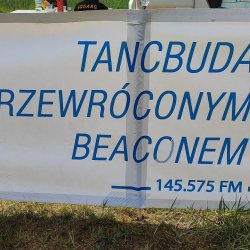 TANCBUDA
RZEWRÓCONYM
BEACONEM
145.575 FM